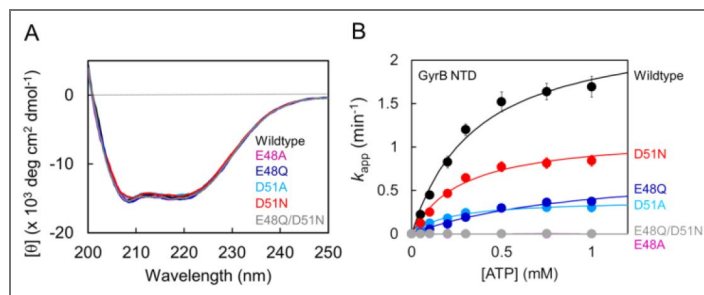 A
[θ] (x 10³ deg cm² dmol⁻¹)
0
-10
-20
200
210
220
230
240
250
Wavelength (nm)
Wildtype
E48A
E48Q
D51A
D51N
E48Q/D51N
B
k_app (min⁻¹)
2
1.5
1
0.5
0
0
0.5
1
[ATP] (mM)
GyrB NTD
Wildtype
D51N
E48Q
D51A
E48Q/D51N
E48A